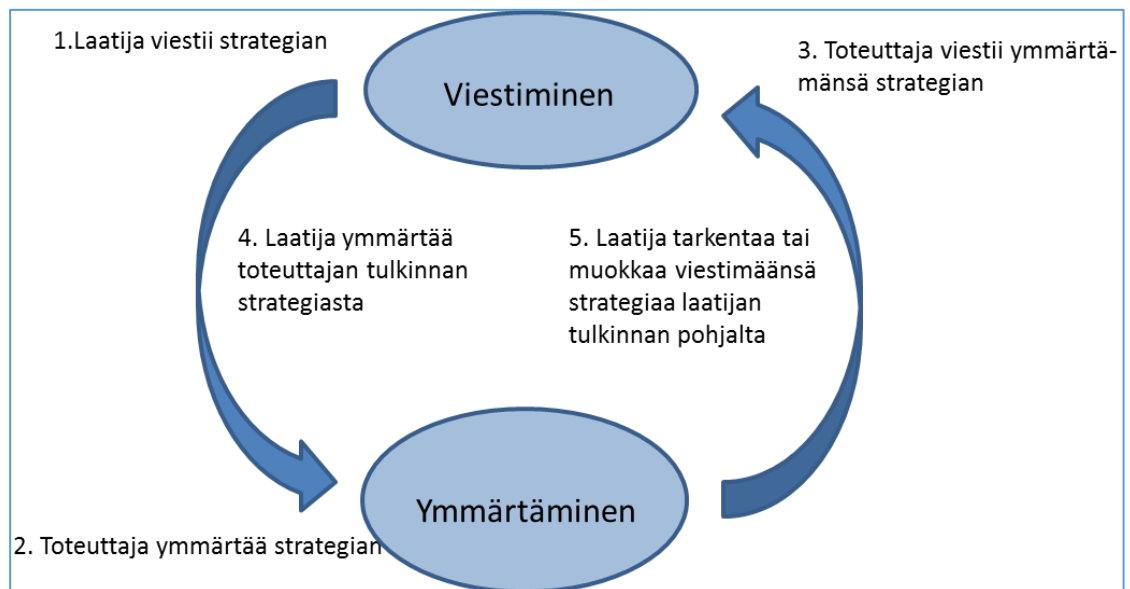 1.Laatija viestii strategian
Viestiminen
3. Toteuttaja viestii ymmärtä-
mänsä strategian
4. Laatija ymmärtää
toteuttajan tulkinnan
strategiasta
5. Laatija tarkentaa tai
muokkaa viestimäänsä
strategiaa laatijan
tulkinnan pohjalta
Ymmärtäminen
2. Toteuttaja ymmärtää strategian